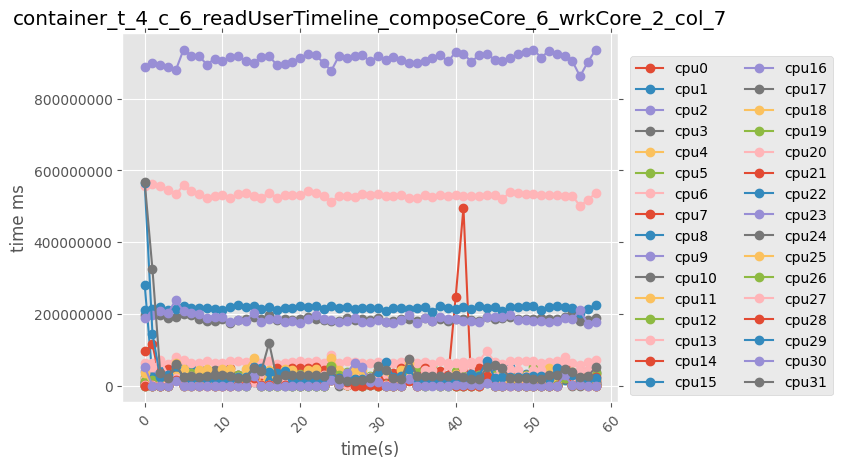 container_t_4_c_6_readUserTimeline_composeCore_6_wrkCore_2_col_7
time ms
800000000
600000000
400000000
200000000
0
0
10
20
30
40
50
60
time(s)
cpu0
cpu1
cpu2
cpu3
cpu4
cpu5
cpu6
cpu7
cpu8
cpu9
cpu10
cpu11
cpu12
cpu13
cpu14
cpu15
cpu16
cpu17
cpu18
cpu19
cpu20
cpu21
cpu22
cpu23
cpu24
cpu25
cpu26
cpu27
cpu28
cpu29
cpu30
cpu31